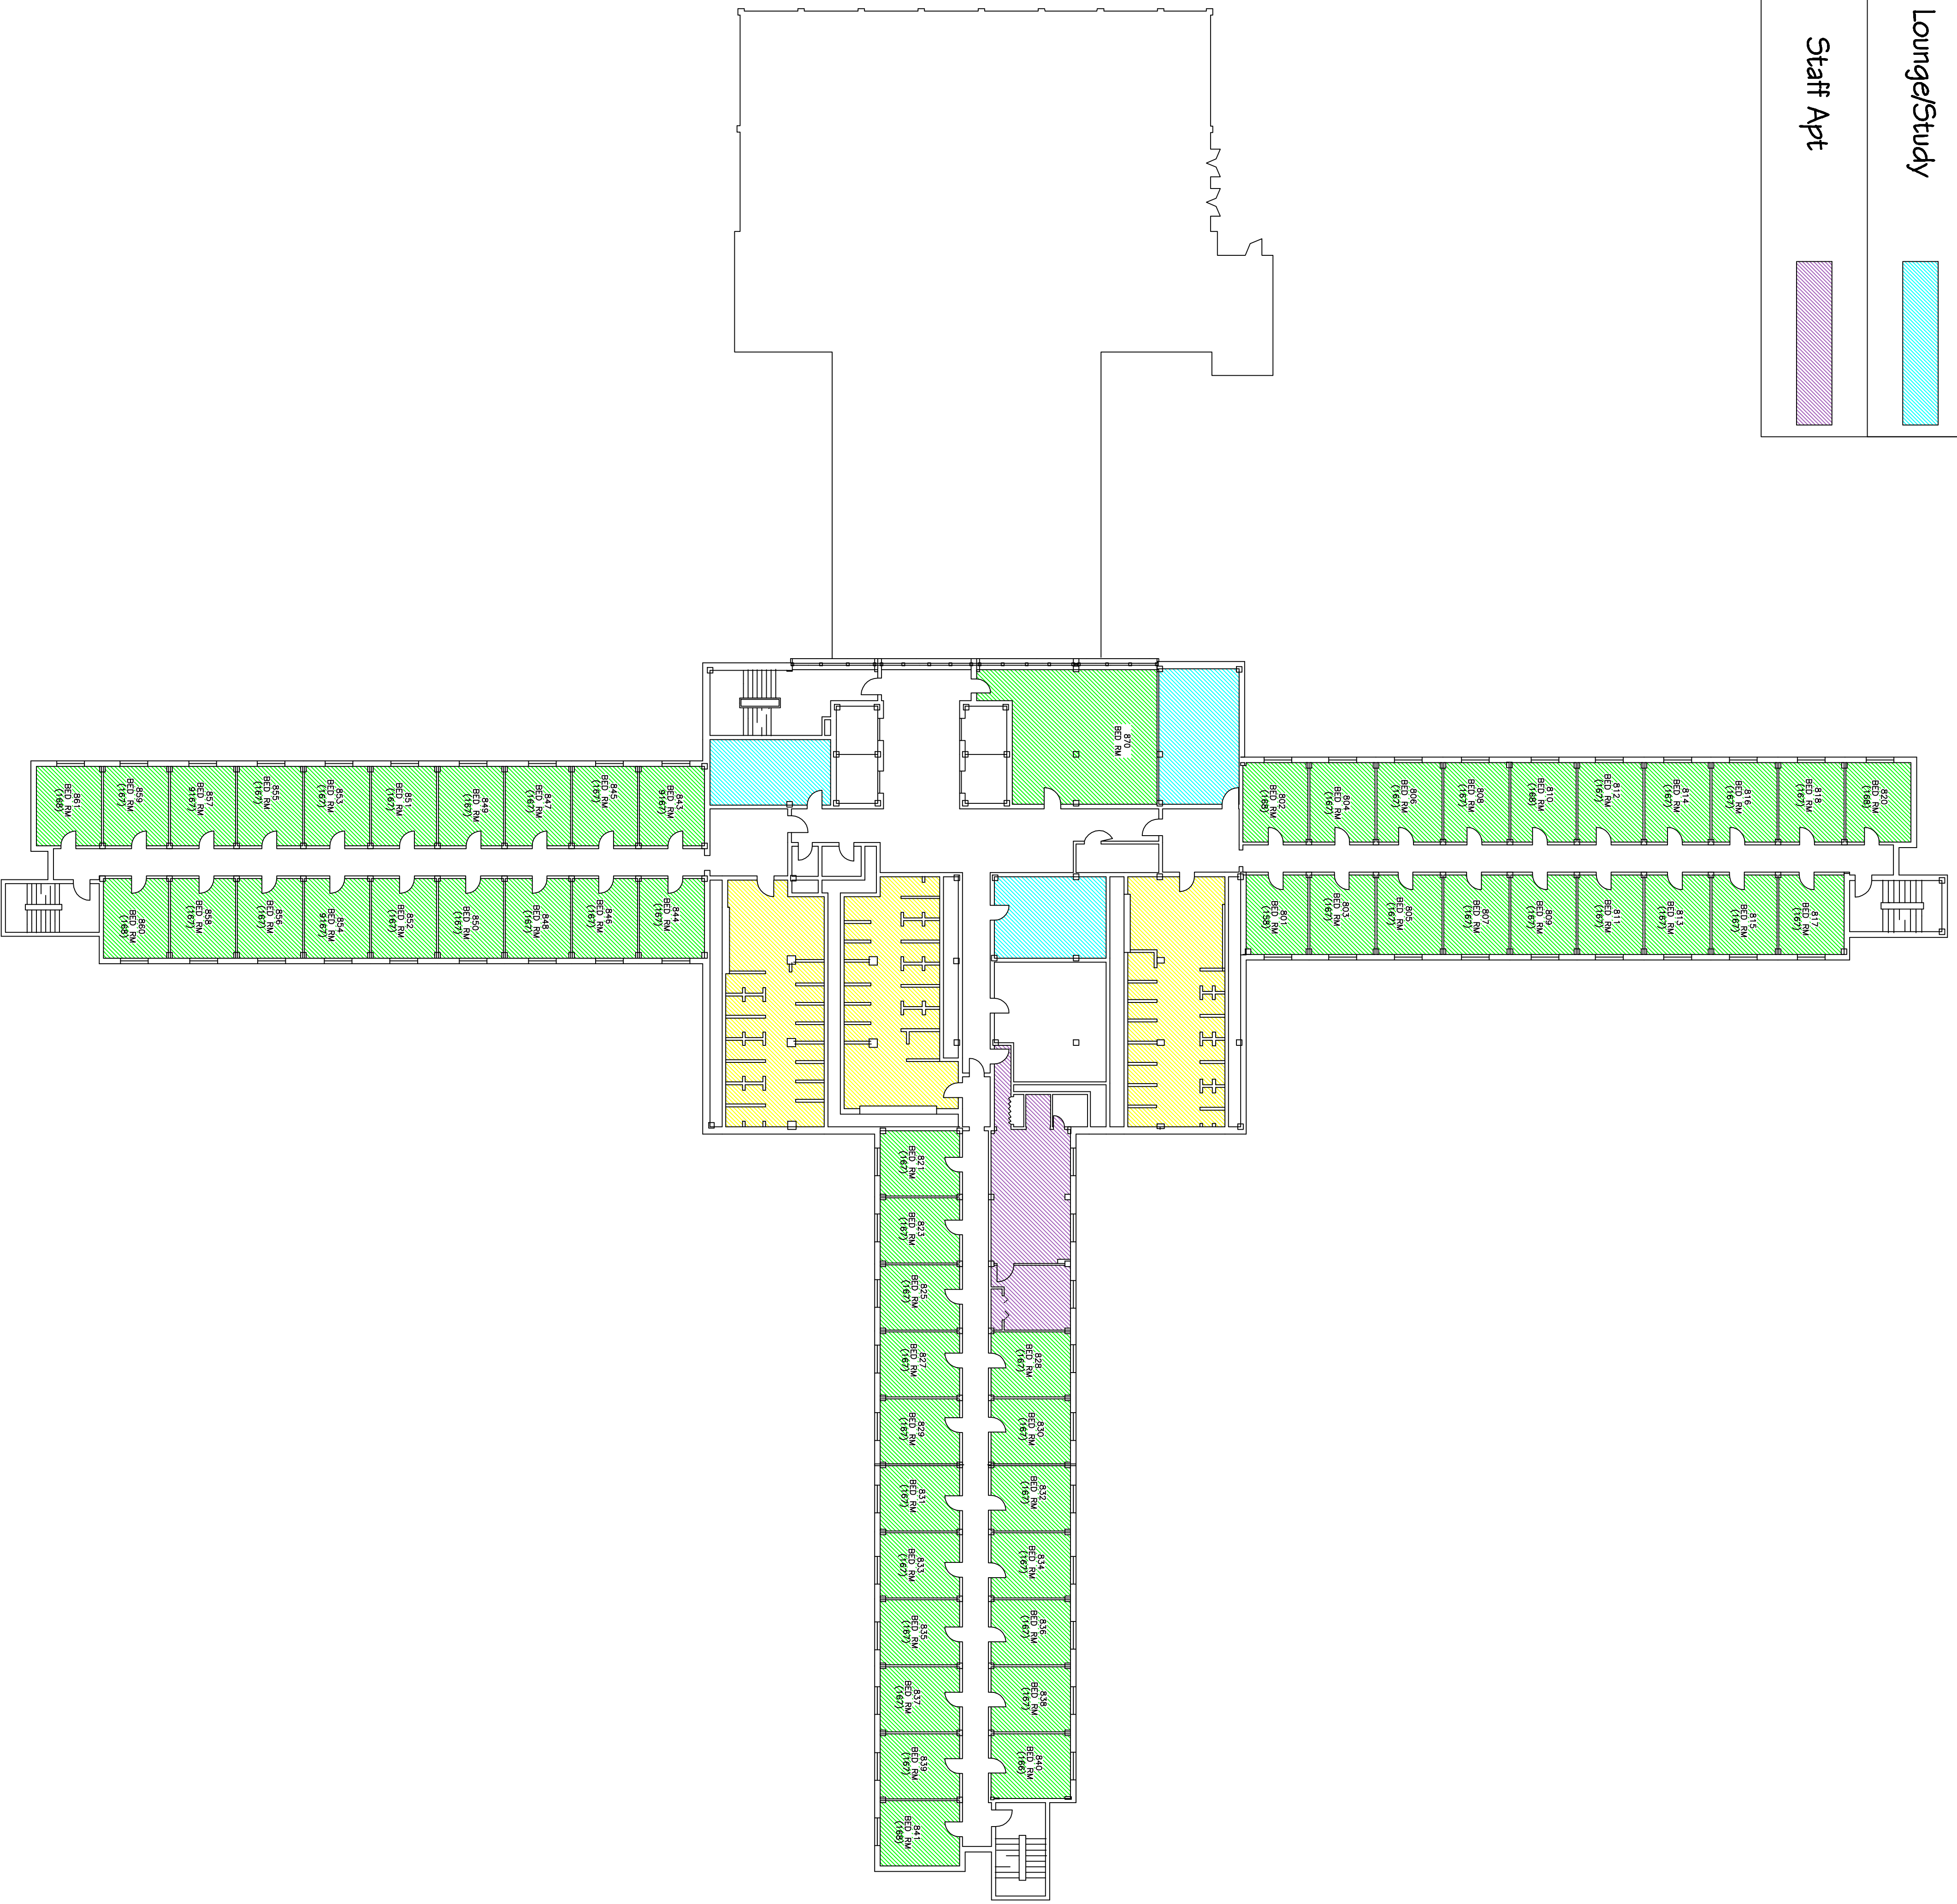 Lounge/Study
Staff Apt
870
BED RM
802
BED RM
(168)
804
BED RM
(167)
806
BED RM
(167)
808
BED RM
(167)
810
BED RM
(168)
812
BED RM
(167)
814
BED RM
(167)
816
BED RM
(167)
818
BED RM
(167)
820
BED RM
(168)
801
BED RM
(158)
803
BED RM
(167)
805
BED RM
(167)
807
BED RM
(167)
809
BED RM
(167)
811
BED RM
(167)
813
BED RM
(167)
815
BED RM
(167)
817
BED RM
(167)
861
BED RM
(168)
859
BED RM
(167)
857
BED RM
9167)
855
BED RM
(167)
853
BED RM
(167)
851
BED RM
(167)
849
BED RM
(167)
847
BED RM
(167)
845
BED RM
(167)
843
BED RM
9167)
860
BED RM
(168)
858
BED RM
(167)
856
BED RM
(167)
854
BED RM
9167)
852
BED RM
(167)
850
BED RM
(167)
848
BED RM
(167)
846
BED RM
(167)
844
BED RM
(167)
821
BED RM
(167)
823
BED RM
(167)
825
BED RM
(167)
827
BED RM
(167)
829
BED RM
(167)
831
BED RM
(167)
833
BED RM
(167)
835
BED RM
(167)
837
BED RM
(167)
839
BED RM
(167)
841
BED RM
(168)
828
BED RM
(167)
830
BED RM
(167)
832
BED RM
(167)
834
BED RM
(167)
836
BED RM
(167)
838
BED RM
(167)
840
BED RM
(166)